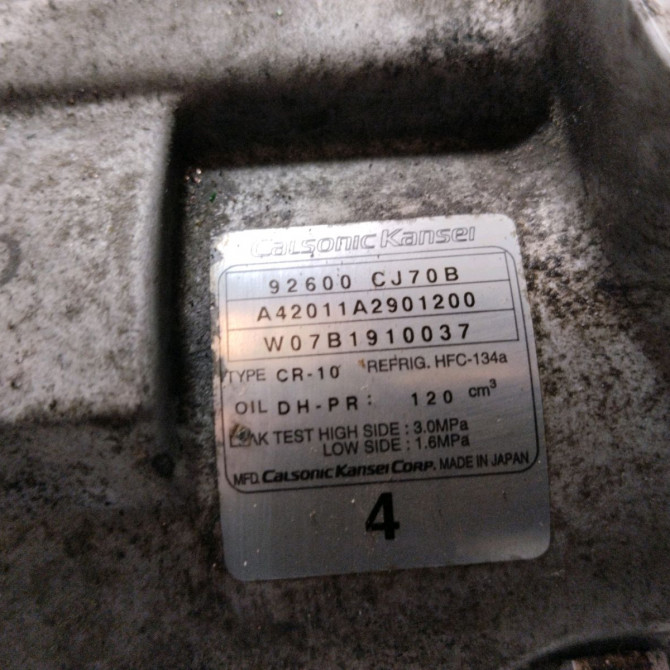 Calsonic Kansei
92600 CJ70B
A42011A2901200
W07B1910037
TYPE CR-10 REFRIG. HFC-134a
OIL DH-PR: 120 cm³
LEAK TEST HIGH SIDE : 3.0MPa
LOW SIDE : 1.6MPa
MFD. Calsonic Kansei Corp. MADE IN JAPAN
4